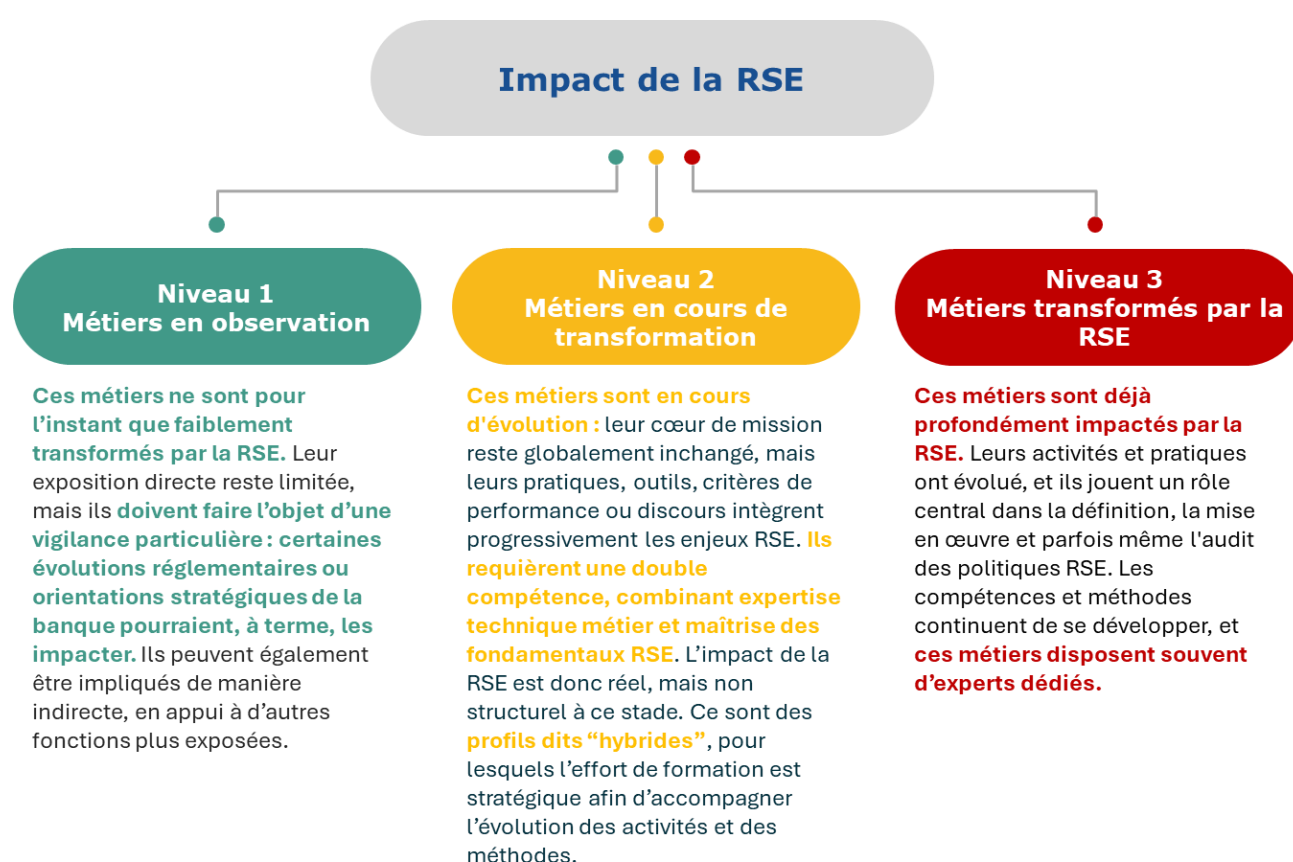 Impact de la RSE
Niveau 1
Métiers en observation
Ces métiers ne sont pour
l’instant que faiblement
transformés par la RSE. Leur
exposition directe reste limitée,
mais ils doivent faire l’objet d’une
vigilance particulière : certaines
évolutions réglementaires ou
orientations stratégiques de la
banque pourraient, à terme, les
impacter. Ils peuvent également
être impliqués de manière
indirecte, en appui à d’autres
fonctions plus exposées.
Niveau 2
Métiers en cours de
transformation
Ces métiers sont en cours
d'évolution : leur cœur de mission
reste globalement inchangé, mais
leurs pratiques, outils, critères de
performance ou discours intègrent
progressivement les enjeux RSE. Ils
requièrent une double
compétence, combinant expertise
technique métier et maîtrise des
fondamentaux RSE. L’impact de la
RSE est donc réel, mais non
structurel à ce stade. Ce sont des
profils dits “hybrides”, pour
lesquels l’effort de formation est
stratégique afin d’accompagner
l’évolution des activités et des
méthodes.
Niveau 3
Métiers transformés par la
RSE
Ces métiers sont déjà
profondément impactés par la
RSE. Leurs activités et pratiques
ont évolué, et ils jouent un rôle
central dans la définition, la mise
en œuvre et parfois même l'audit
des politiques RSE. Les
compétences et méthodes
continuent de se développer, et
ces métiers disposent souvent
d’experts dédiés.